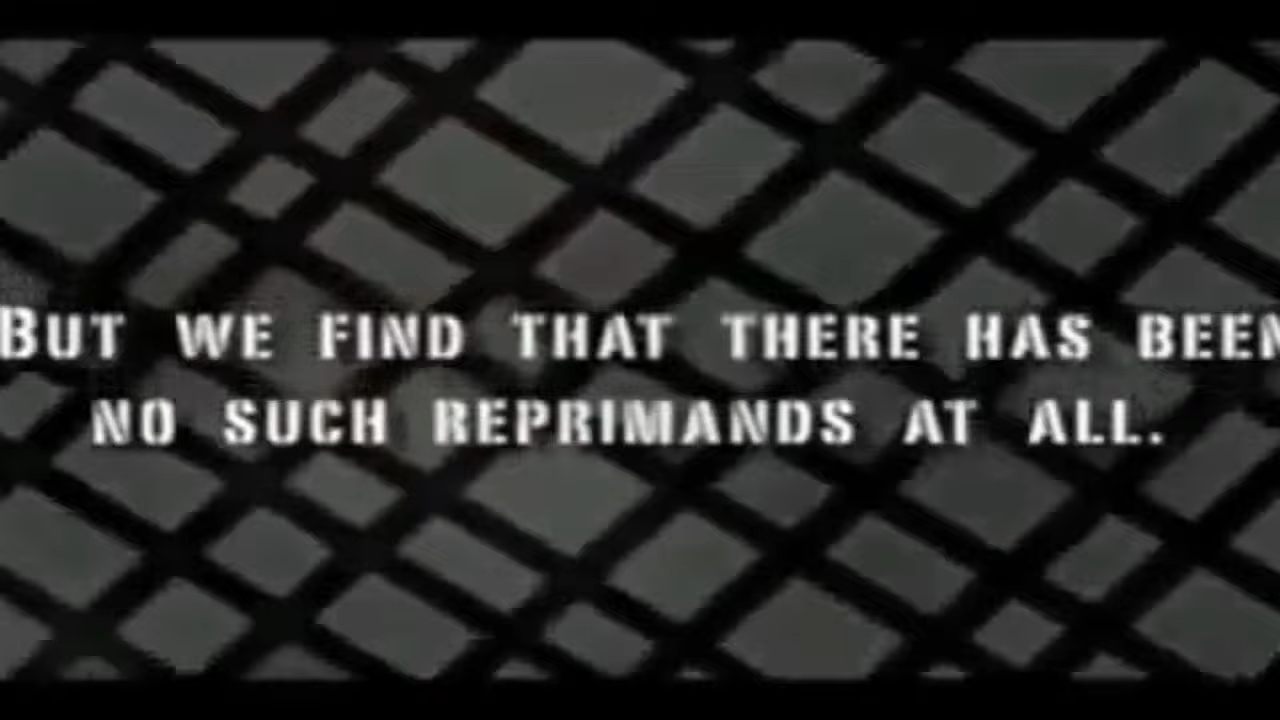 BUT WE FIND THAT THERE HAS BEEN
NO SUCH REPRIMANDS AT ALL.